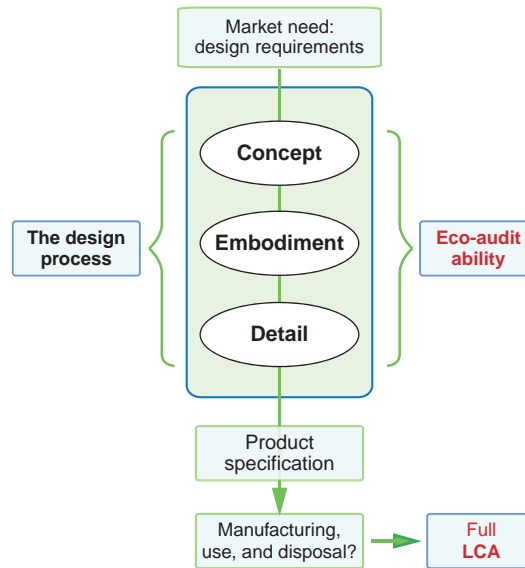 Market need:
design requirements
Concept
The design
process
Embodiment
Eco-audit
ability
Detail
Product
specification
Manufacturing,
use, and disposal?
Full
LCA